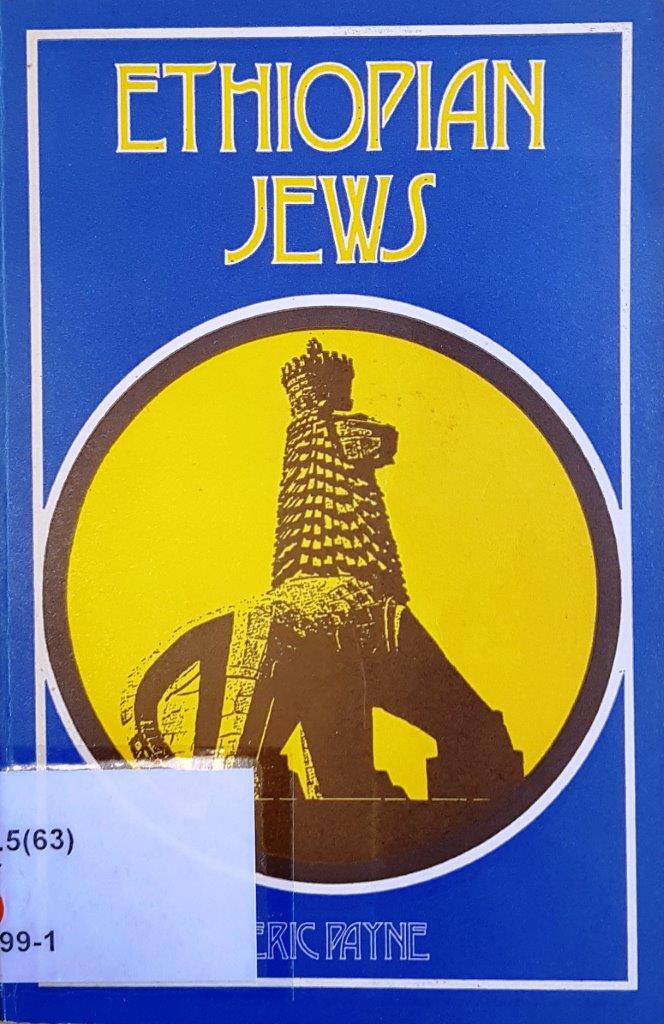 ETHIOPIAN
JEWS
.5(63)
99-1
ERIC PAYNE